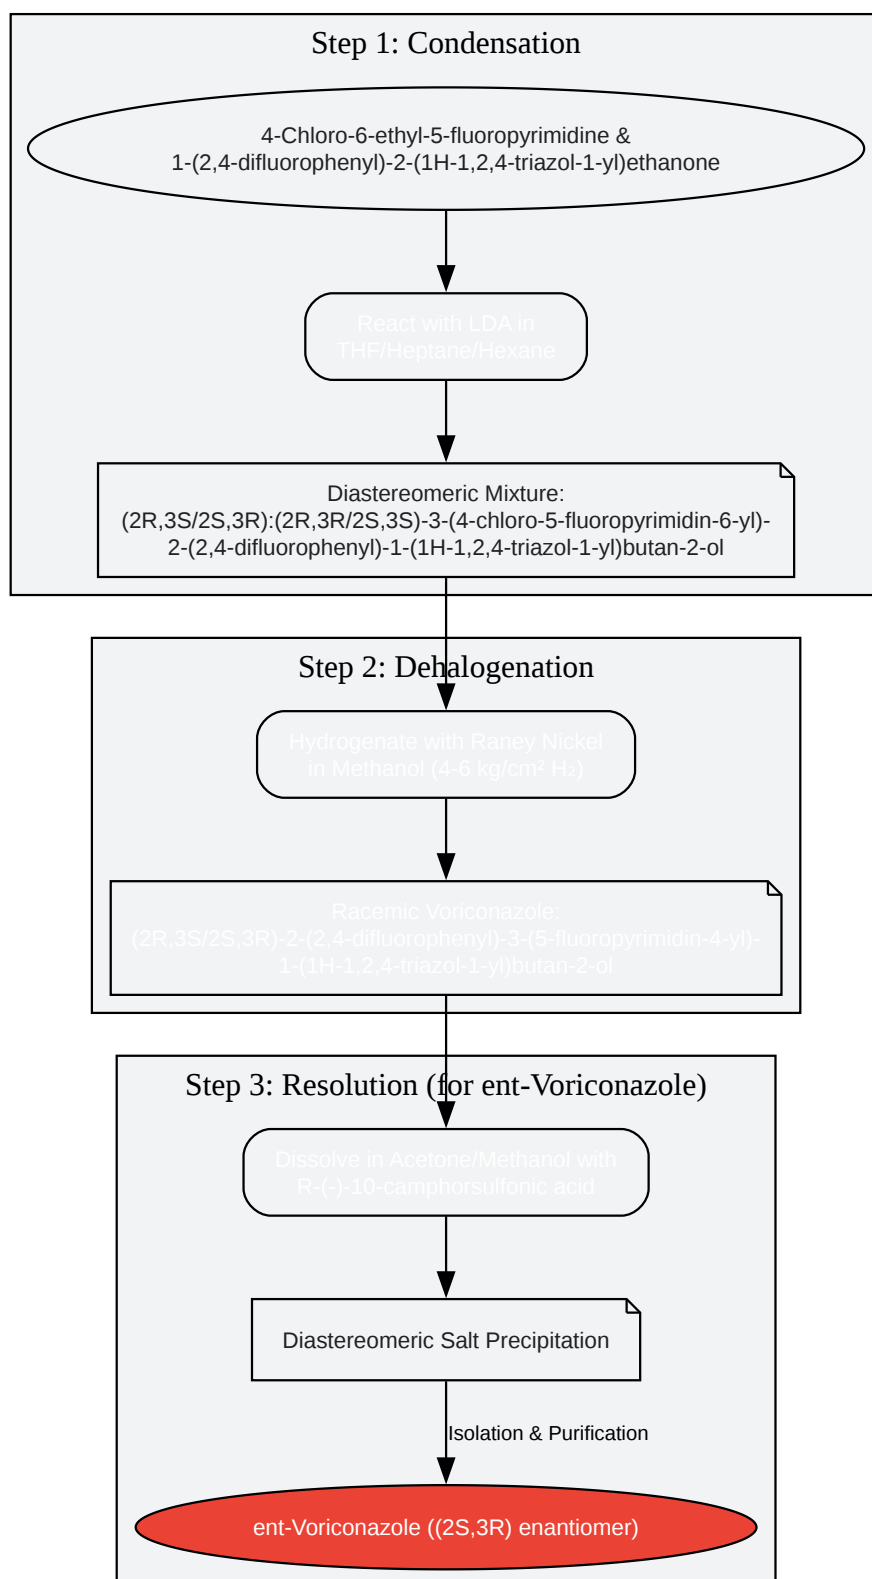 Step 1: Condensation
4-Chloro-6-ethyl-5-fluoropyrimidine &
1-(2,4-difluorophenyl)-2-(1H-1,2,4-triazol-1-yl)ethanone
React with LDA in
THF/Heptane/Hexane
Diastereomeric Mixture:
(2R,3S/2S,3R):(2R,3R/2S,3S)-3-(4-chloro-5-fluoropyrimidin-6-yl)-
2-(2,4-difluorophenyl)-1-(1H-1,2,4-triazol-1-yl)butan-2-ol
Step 2: Dehalogenation
Hydrogenate with Raney Nickel
in Methanol (4-6 kg/cm² H₂)
Racemic Voriconazole:
(2R,3S/2S,3R)-2-(2,4-difluorophenyl)-3-(5-fluoropyrimidin-4-yl)-
1-(1H-1,2,4-triazol-1-yl)butan-2-ol
Step 3: Resolution (for ent-Voriconazole)
Dissolve in Acetone/Methanol with
R-(-)-10-camphorsulfonic acid
Diastereomeric Salt Precipitation
Isolation & Purification
ent-Voriconazole ((2S,3R) enantiomer)